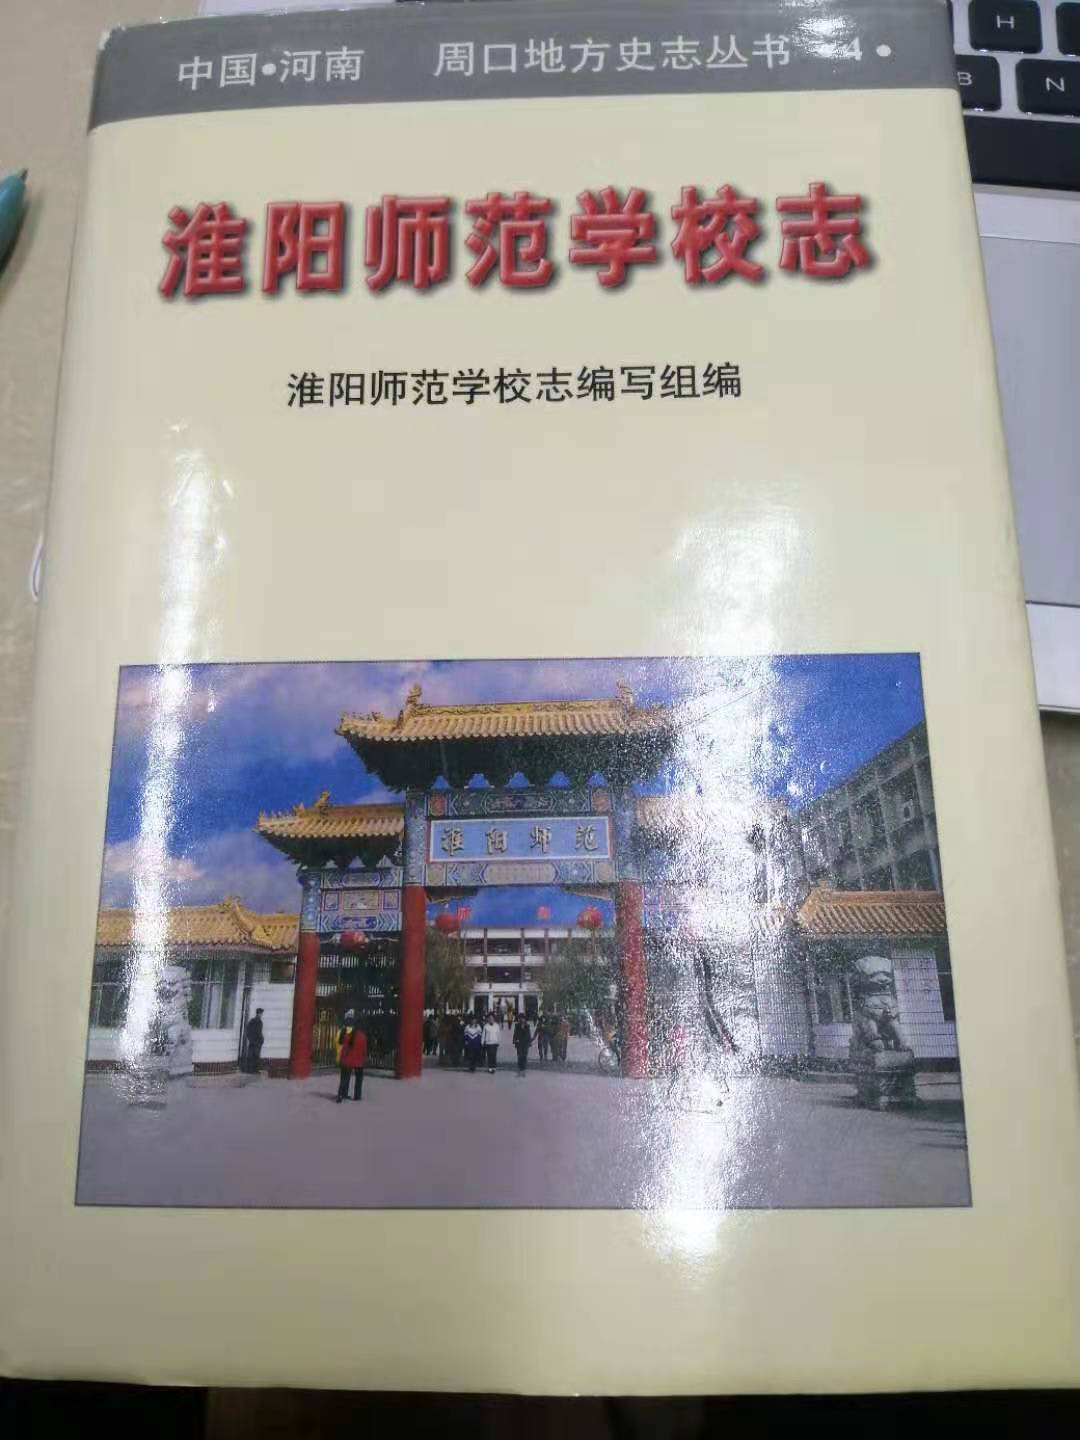 中国•河南 周口地方史志丛书 •4•
淮阳师范学校志
淮阳师范学校志编写组编
淮阳师范
H
B
N